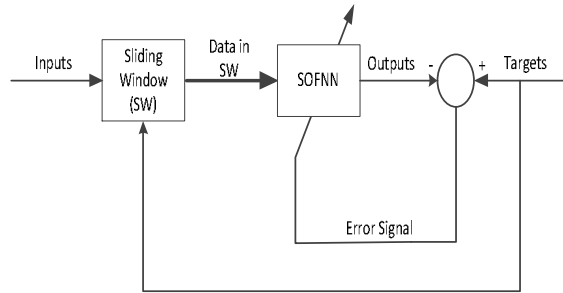 Inputs
Sliding
Window
(SW)
Data in
SW
SOFNN
Outputs
-
+
Targets
Error Signal